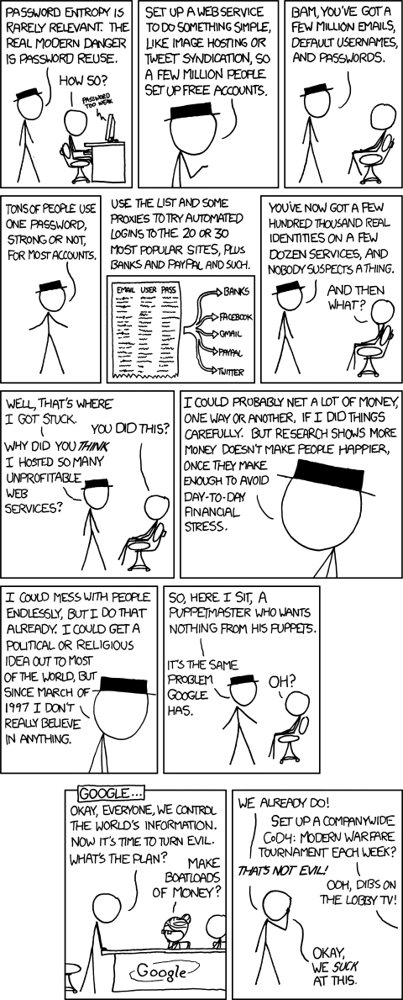 PASSWORD ENTROPY IS
RARELY RELEVANT. THE
REAL MODERN DANGER
IS PASSWORD REUSE.
HOW SO?
PASSWORD
TOO WEAK
SET UP A WEB SERVICE
TO DO SOMETHING SIMPLE,
LIKE IMAGE HOSTING OR
TWEET SYNDICATION, SO
A FEW MILLION PEOPLE
SET UP FREE ACCOUNTS.
BAM, YOU'VE GOT A
FEW MILLION EMAILS,
DEFAULT USERNAMES,
AND PASSWORDS.
TONS OF PEOPLE USE
ONE PASSWORD,
STRONG OR NOT,
FOR MOST ACCOUNTS.
USE THE LIST AND SOME
PROXIES TO TRY AUTOMATED
LOGINS TO THE 20 OR 30
MOST POPULAR SITES, PLUS
BANKS AND PAYPAL AND SUCH.
EMAIL USER PASS
BANKS
FACEBOOK
GMAIL
PAYPAL
TWITTER
YOU'VE NOW GOT A FEW
HUNDRED THOUSAND REAL
IDENTITIES ON A FEW
DOZEN SERVICES, AND
NOBODY SUSPECTS A THING.
AND THEN
WHAT?
WELL, THAT'S WHERE
I GOT STUCK.
YOU DID THIS?
WHY DID YOU THINK
I HOSTED SO MANY
UNPROFITABLE
WEB
SERVICES?
I COULD PROBABLY NET A LOT OF MONEY,
ONE WAY OR ANOTHER, IF I DID THINGS
CAREFULLY. BUT RESEARCH SHOWS MORE
MONEY DOESN'T MAKE PEOPLE HAPPIER,
ONCE THEY MAKE
ENOUGH TO AVOID
DAY-TO-DAY
FINANCIAL
STRESS.
I COULD MESS WITH PEOPLE
ENDLESSLY, BUT I DO THAT
ALREADY. I COULD GET A
POLITICAL OR RELIGIOUS
IDEA OUT TO MOST
OF THE WORLD, BUT
SINCE MARCH OF
1997 I DON'T
REALLY BELIEVE
IN ANYTHING.
SO, HERE I SIT, A
PUPPETMASTER WHO WANTS
NOTHING FROM HIS PUPPETS.
IT'S THE SAME
PROBLEM
GOOGLE
HAS.
OH?
GOOGLE...
OKAY, EVERYONE, WE CONTROL
THE WORLD'S INFORMATION.
NOW IT'S TIME TO TURN EVIL.
WHAT'S THE PLAN?
MAKE
BOATLOADS
OF MONEY?
Google
WE ALREADY DO!
SET UP A COMPANYWIDE
CoD4: MODERN WARFARE
TOURNAMENT EACH WEEK?
THAT'S NOT EVIL!
OOH, DIBS ON
THE LOBBY TV!
OKAY,
WE SUCK
AT THIS.